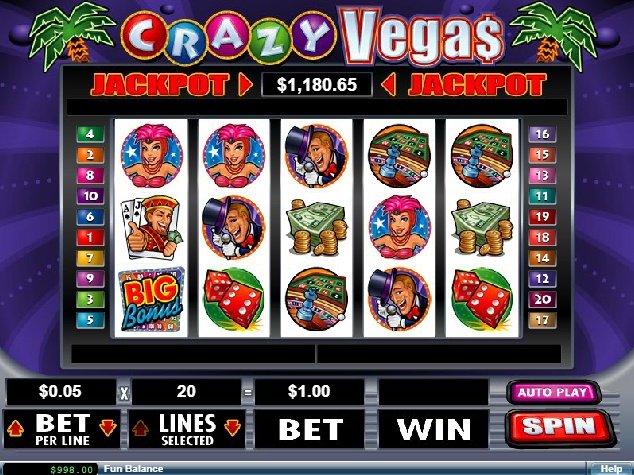 CRAZY Vega$
JACKPOT $1,180.65 JACKPOT
4 16
2 15
8 13
10 11
6 19
1 18
7 14
9 12
3 20
5 17
A J
BIG
Bonus
$0.05 X 20 = $1.00
BET
PER LINE
LINES
SELECTED
BET
WIN
AUTO PLAY
SPIN
$998.00 Fun Balance Help